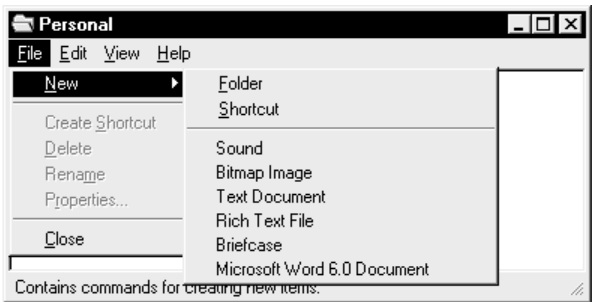 Personal
File Edit View Help
New
Create Shortcut
Delete
Rename
Properties...
Close
Folder
Shortcut
Sound
Bitmap Image
Text Document
Rich Text File
Briefcase
Microsoft Word 6.0 Document
Contains commands for creating new items.